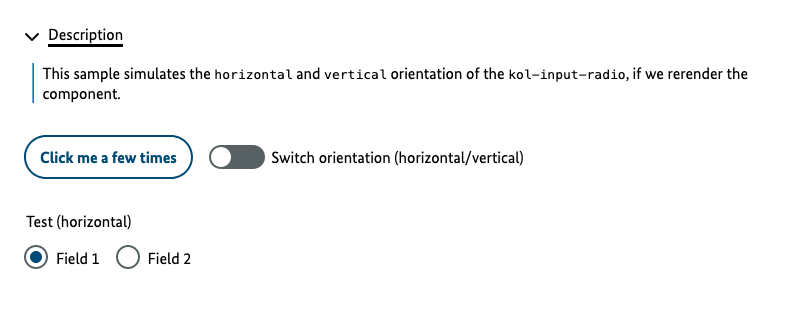 Description
This sample simulates the horizontal and vertical orientation of the kol-input-radio, if we rerender the
component.
Click me a few times
Switch orientation (horizontal/vertical)
Test (horizontal)
Field 1
Field 2